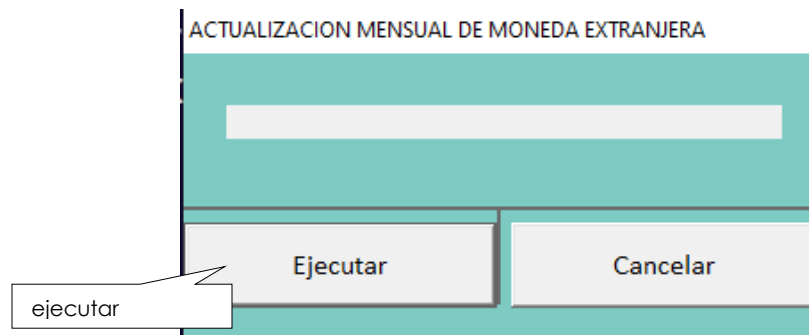 ACTUALIZACION MENSUAL DE MONEDA EXTRANJERA
Ejecutar
Cancelar
ejecutar